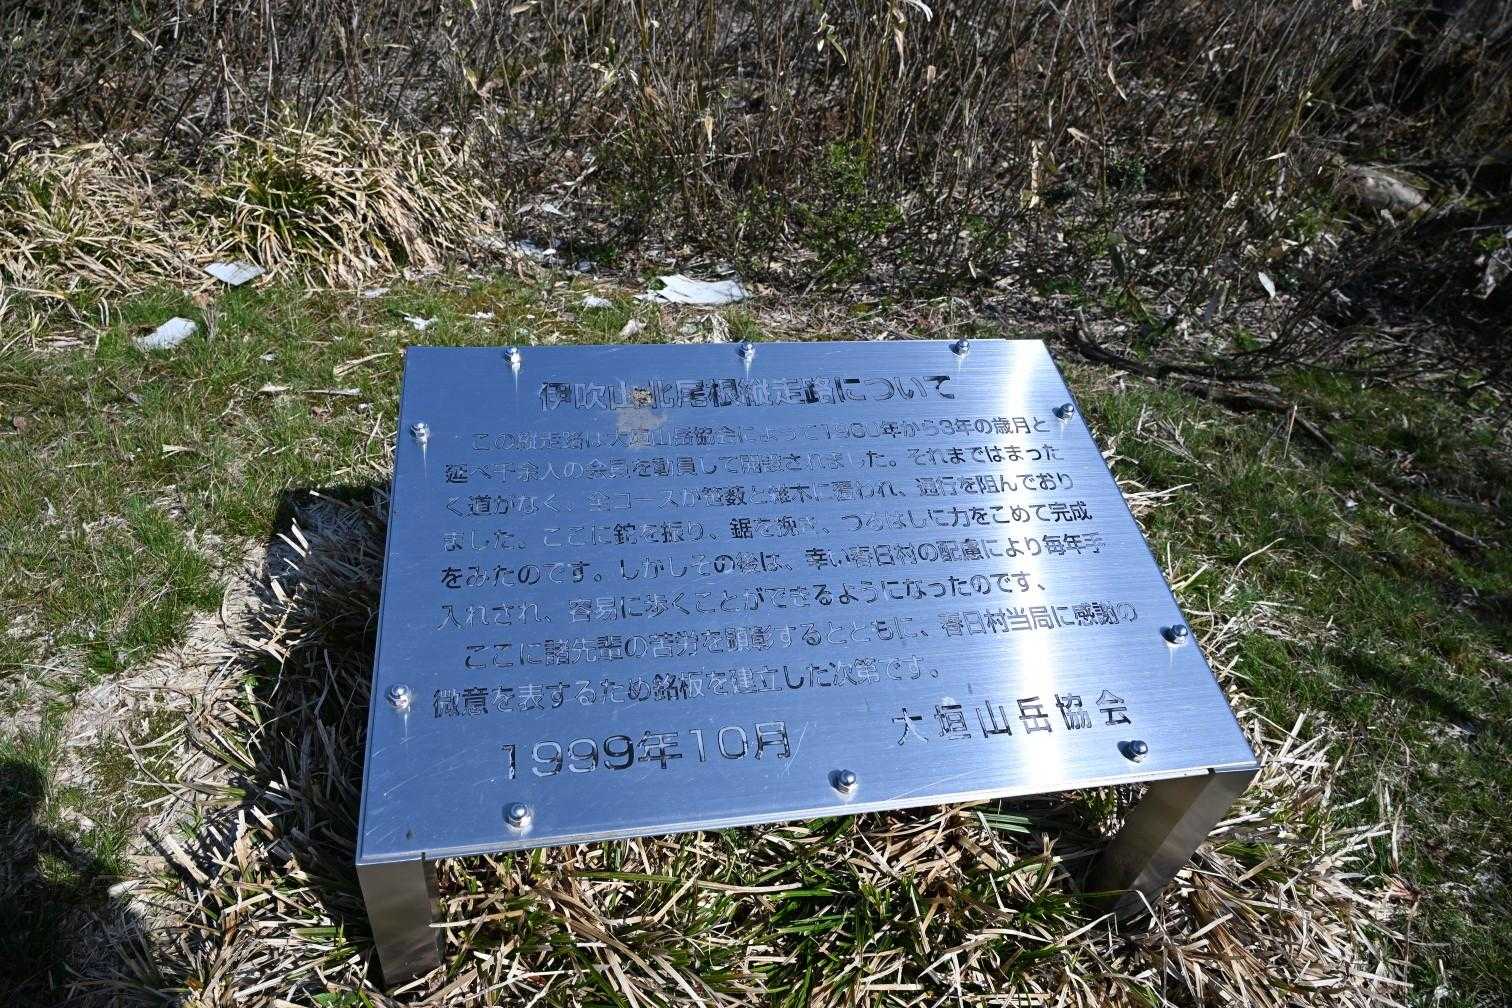 伊吹山北尾根縦走路について
この縦走路は大垣山岳協会によって1960年から3年の歳月と
延べ千余人の会員を動員して開設されました。それまではまった
く道がなく、全コースが笹薮と雑木に覆われ、通行を阻んでおり
ました。ここに鉈を振り、鋸を挽き、つるはしに力をこめて完成
をみたのです。しかしその後は、幸い春日村の配慮により毎年手
入れされ、容易に歩くことができるようになったのです、
ここに諸先輩の苦労を顕彰するとともに、春日村当局に感謝の
微意を表するため銘板を建立した次第です。
1999年10月　大垣山岳協会